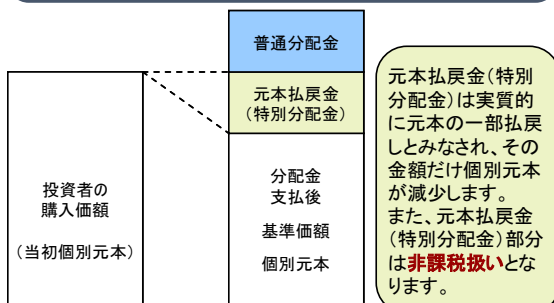 普通分配金
元本払戻金
(特別分配金)
投資者の
購入価額
(当初個別元本)
分配金
支払後
基準価額
個別元本
元本払戻金(特別
分配金)は実質的
に元本の一部払戻
しとみなされ、その
金額だけ個別元本
が減少します。
また、元本払戻金
(特別分配金)部分
は非課税扱いとな
ります。